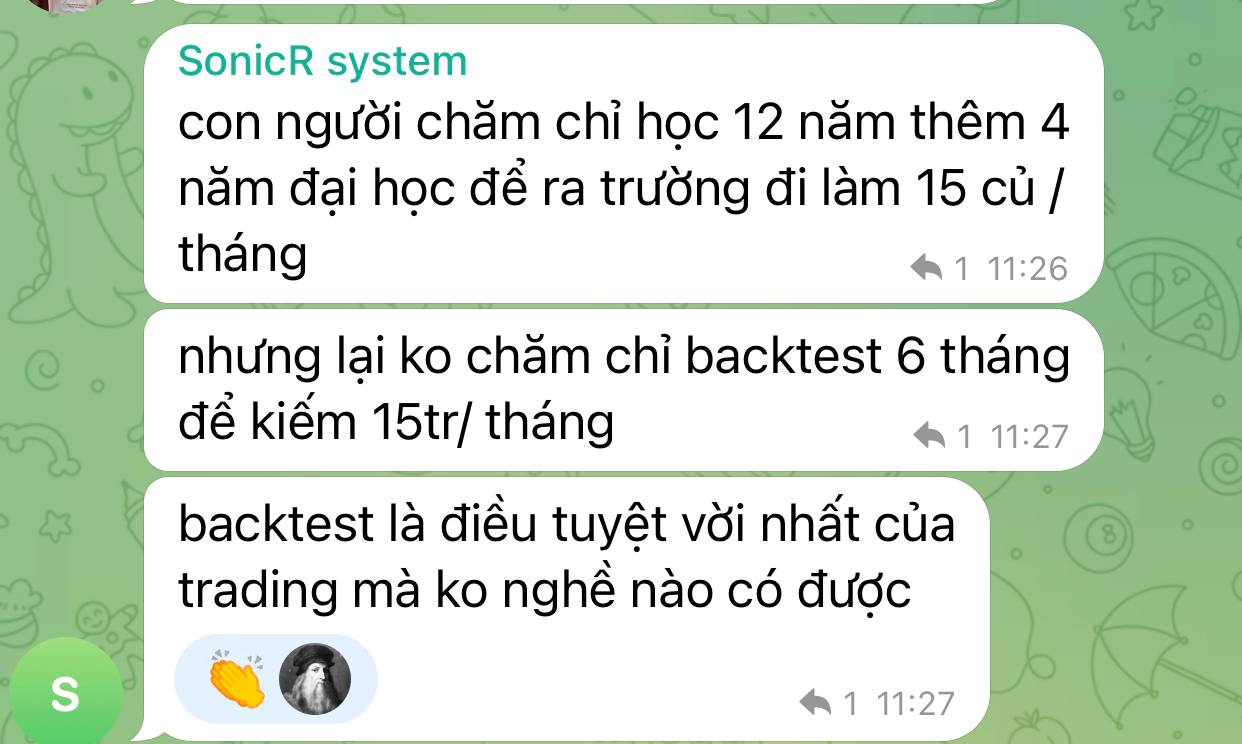 SonicR system
con người chăm chỉ học 12 năm thêm 4
năm đại học để ra trường đi làm 15 củ /
tháng
1 11:26
nhưng lại ko chăm chỉ backtest 6 tháng
để kiếm 15tr/ tháng
1 11:27
backtest là điều tuyệt vời nhất của
trading mà ko nghề nào có được
1 11:27
S